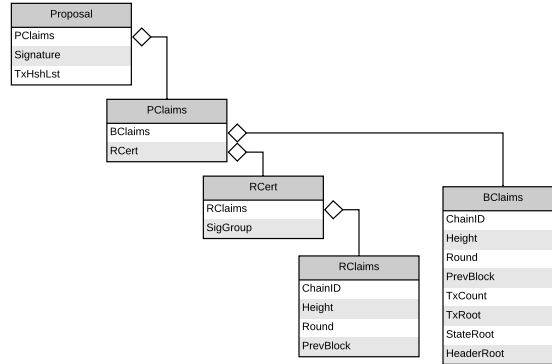 Proposal
PClaims
Signature
TxHshLst
PClaims
BClaims
RCert
RCert
RClaims
SigGroup
RClaims
ChainID
Height
Round
PrevBlock
BClaims
ChainID
Height
Round
PrevBlock
TxCount
TxRoot
StateRoot
HeaderRoot